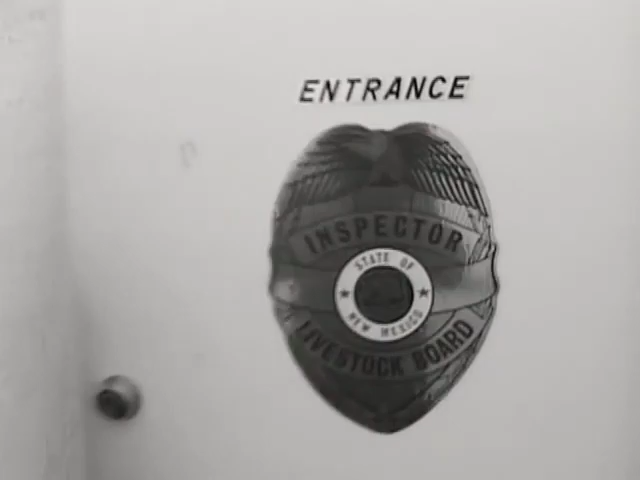 ENTRANCE
INSPECTOR
STATE OF
NEW MEXICO
LIVESTOCK BOARD